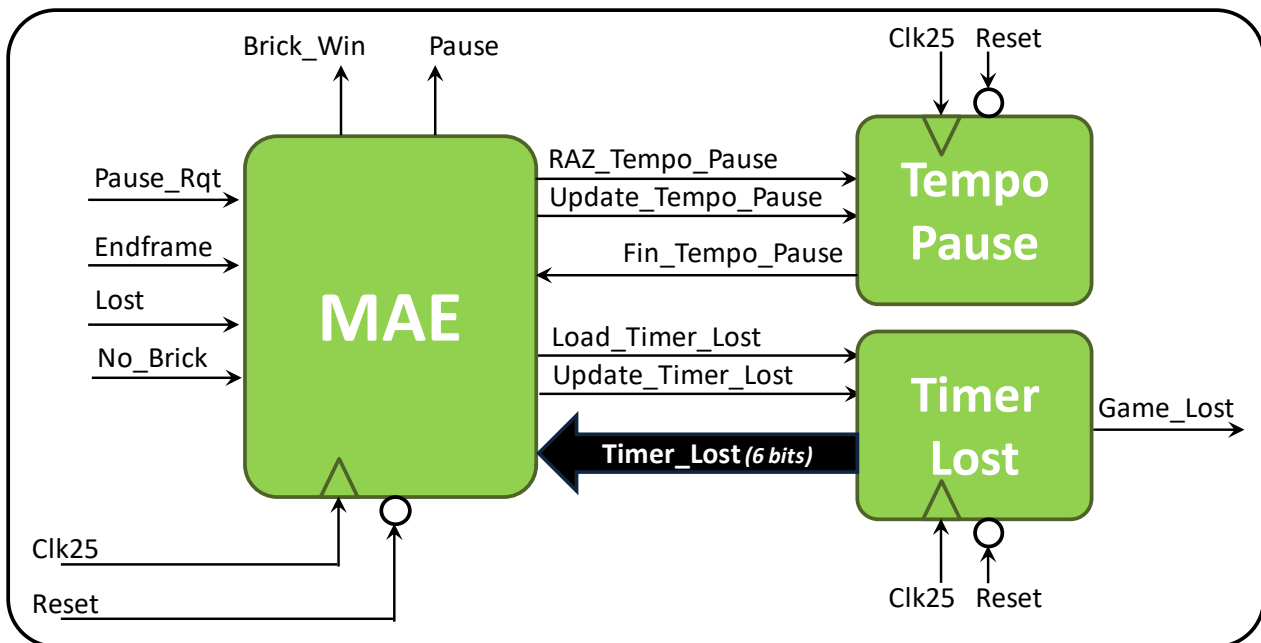 Brick_Win
Pause
Clk25
Reset
Pause_Rqt
Endframe
Lost
No_Brick
MAE
RAZ_Tempo_Pause
Update_Tempo_Pause
Fin_Tempo_Pause
Tempo
Pause
Load_Timer_Lost
Update_Timer_Lost
Timer_Lost (6 bits)
Timer
Lost
Game_Lost
Clk25
Reset
Clk25
Reset